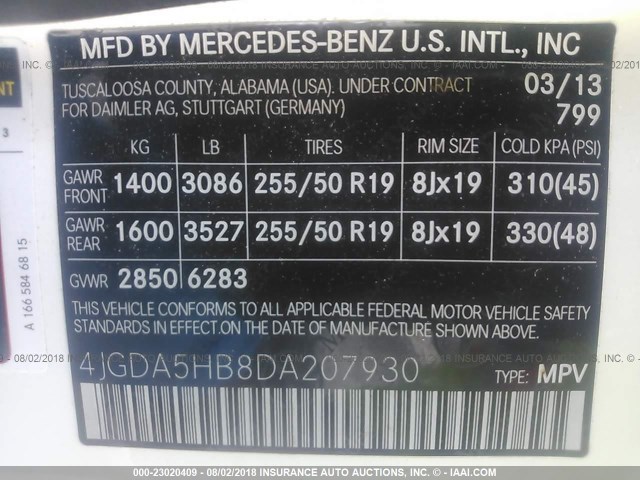 MFD BY MERCEDES-BENZ U.S. INTL., INC
TUSCALOOSA COUNTY, ALABAMA (USA). UNDER CONTRACT 03/13
FOR DAIMLER AG, STUTTGART (GERMANY) 799
KG LB TIRES RIM SIZE COLD KPA(PSI)
GAWR FRONT 1400 3086 255/50 R19 8Jx19 310(45)
GAWR REAR 1600 3527 255/50 R19 8Jx19 330(48)
GVWR 2850 6283
THIS VEHICLE CONFORMS TO ALL APPLICABLE FEDERAL MOTOR VEHICLE SAFETY
STANDARDS IN EFFECT ON THE DATE OF MANUFACTURE SHOWN ABOVE.
4JGDA5HB8DA207930 TYPE: MPV
A 166 584 68 15
000-23020409 - 08/02/2018 INSURANCE AUTO AUCTIONS, INC. - © IAAI.COM